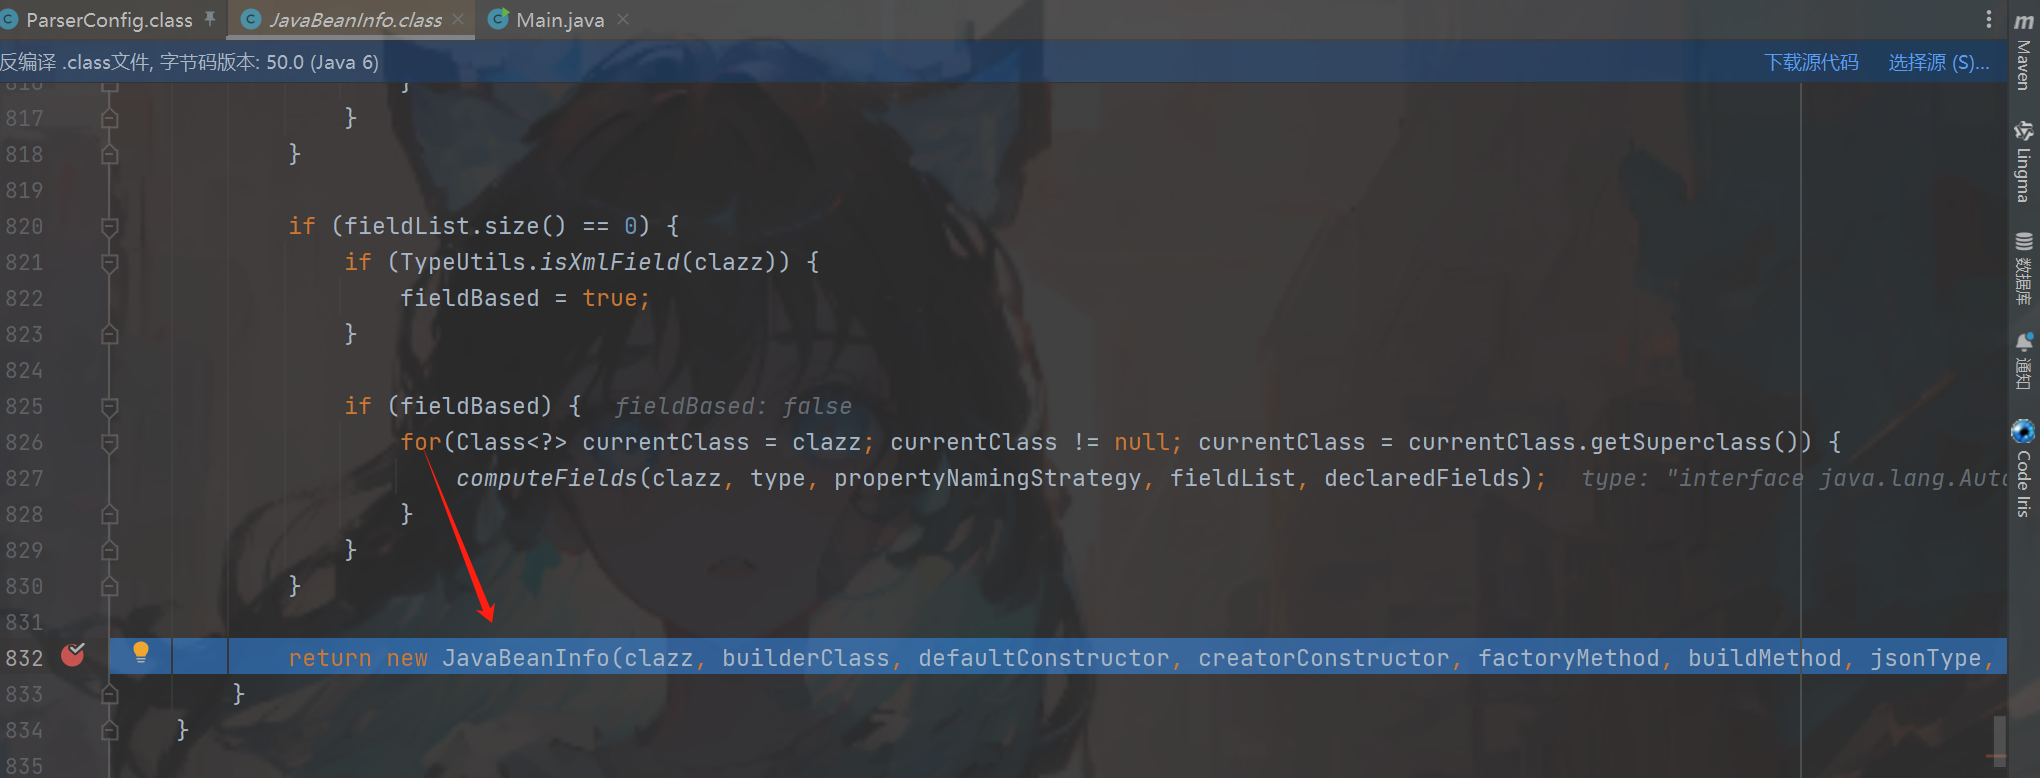 ParserConfig.class
JavaBeanInfo.class
Main.java
反编译 .class文件, 字节码版本: 50.0 (Java 6)
下载源代码
选择源 (S)...
816 }
817 }
818 }
819
820 if (fieldList.size() == 0) {
821 if (TypeUtils.isXmlField(clazz)) {
822 fieldBased = true;
823 }
824
825 if (fieldBased) { fieldBased: false
826 for(Class<?> currentClass = clazz; currentClass != null; currentClass = currentClass.getSuperclass()) {
827 computeFields(clazz, type, propertyNamingStrategy, fieldList, declaredFields); type: "interface java.lang.Auto
828 }
829 }
830 }
831
832 return new JavaBeanInfo(clazz, builderClass, defaultConstructor, creatorConstructor, factoryMethod, buildMethod, jsonType,
833 }
834 }
835
m
Maven
Lingma
数据库
通知
Code Iris